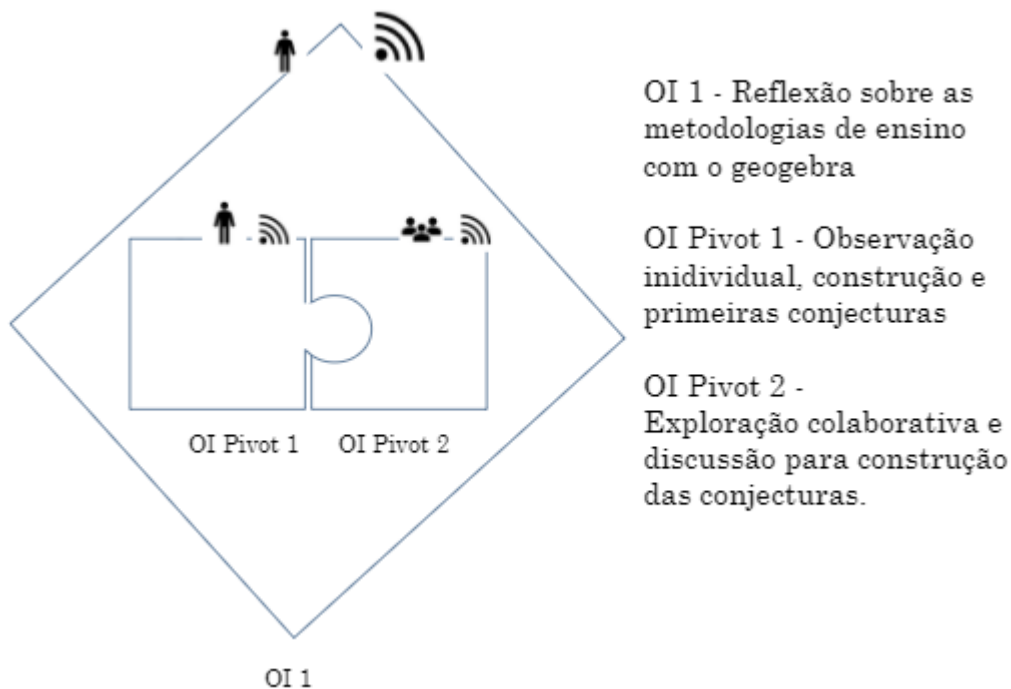 OI Pivot 1
OI Pivot 2
OI 1
OI 1 - Reflexão sobre as
metodologias de ensino
com o geogebra
OI Pivot 1 - Observação
inidividual, construção e
primeiras conjecturas
OI Pivot 2 -
Exploração colaborativa e
discussão para construção
das conjecturas.